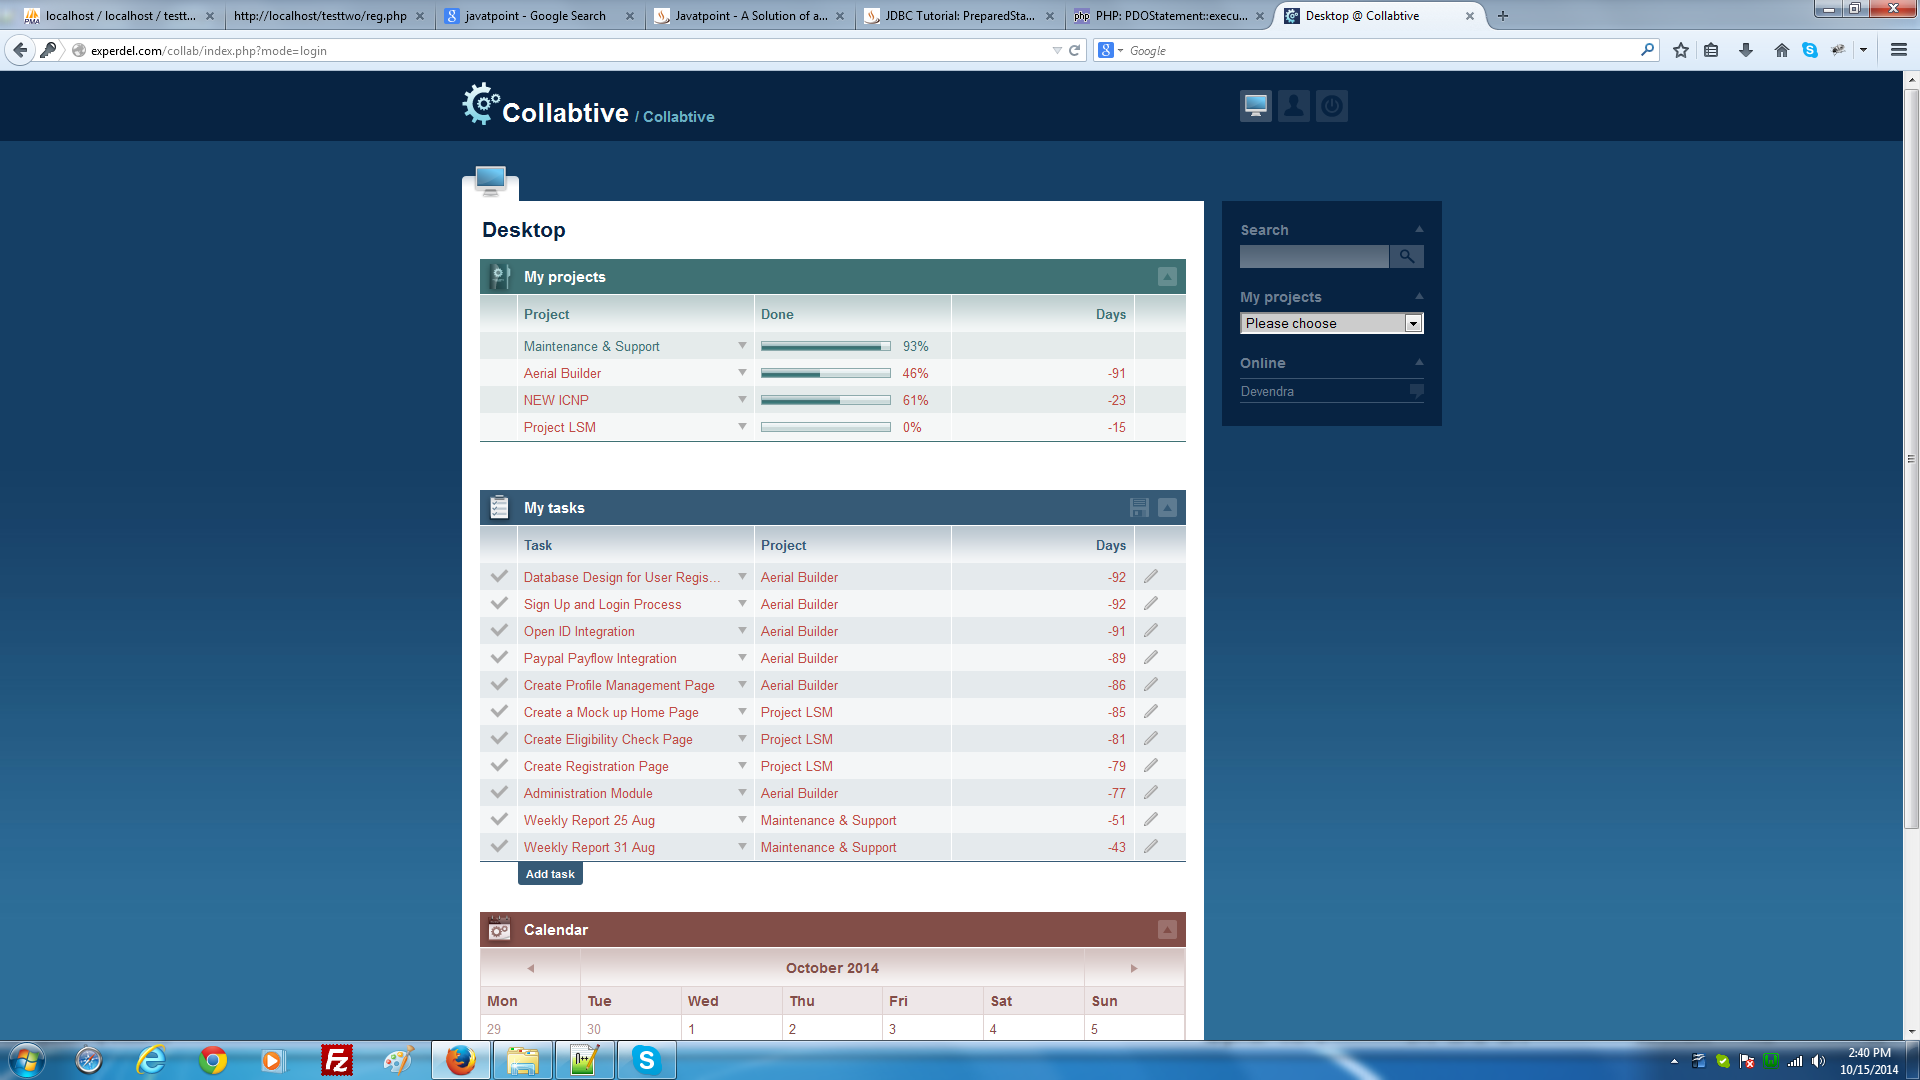 localhost / localhost / testt...
http://localhost/testtwo/reg.php
javatpoint - Google Search
Javatpoint - A Solution of a...
JDBC Tutorial: PreparedSta...
PHP: PDOStatement::execu...
Desktop @ Collabtive
experdel.com/collab/index.php?mode=login
Google
Collabtive / Collabtive
Desktop
My projects
Project Done Days
Maintenance & Support 93%
Aerial Builder 46% -91
NEW ICNP 61% -23
Project LSM 0% -15
My tasks
Task Project Days
Database Design for User Regis... Aerial Builder -92
Sign Up and Login Process Aerial Builder -92
Open ID Integration Aerial Builder -91
Paypal Payflow Integration Aerial Builder -89
Create Profile Management Page Aerial Builder -86
Create a Mock up Home Page Project LSM -85
Create Eligibility Check Page Project LSM -81
Create Registration Page Project LSM -79
Administration Module Aerial Builder -77
Weekly Report 25 Aug Maintenance & Support -51
Weekly Report 31 Aug Maintenance & Support -43
Add task
Calendar
October 2014
Mon Tue Wed Thu Fri Sat Sun
29 30 1 2 3 4 5
Search
My projects
Please choose
Online
Devendra
2:40 PM
10/15/2014